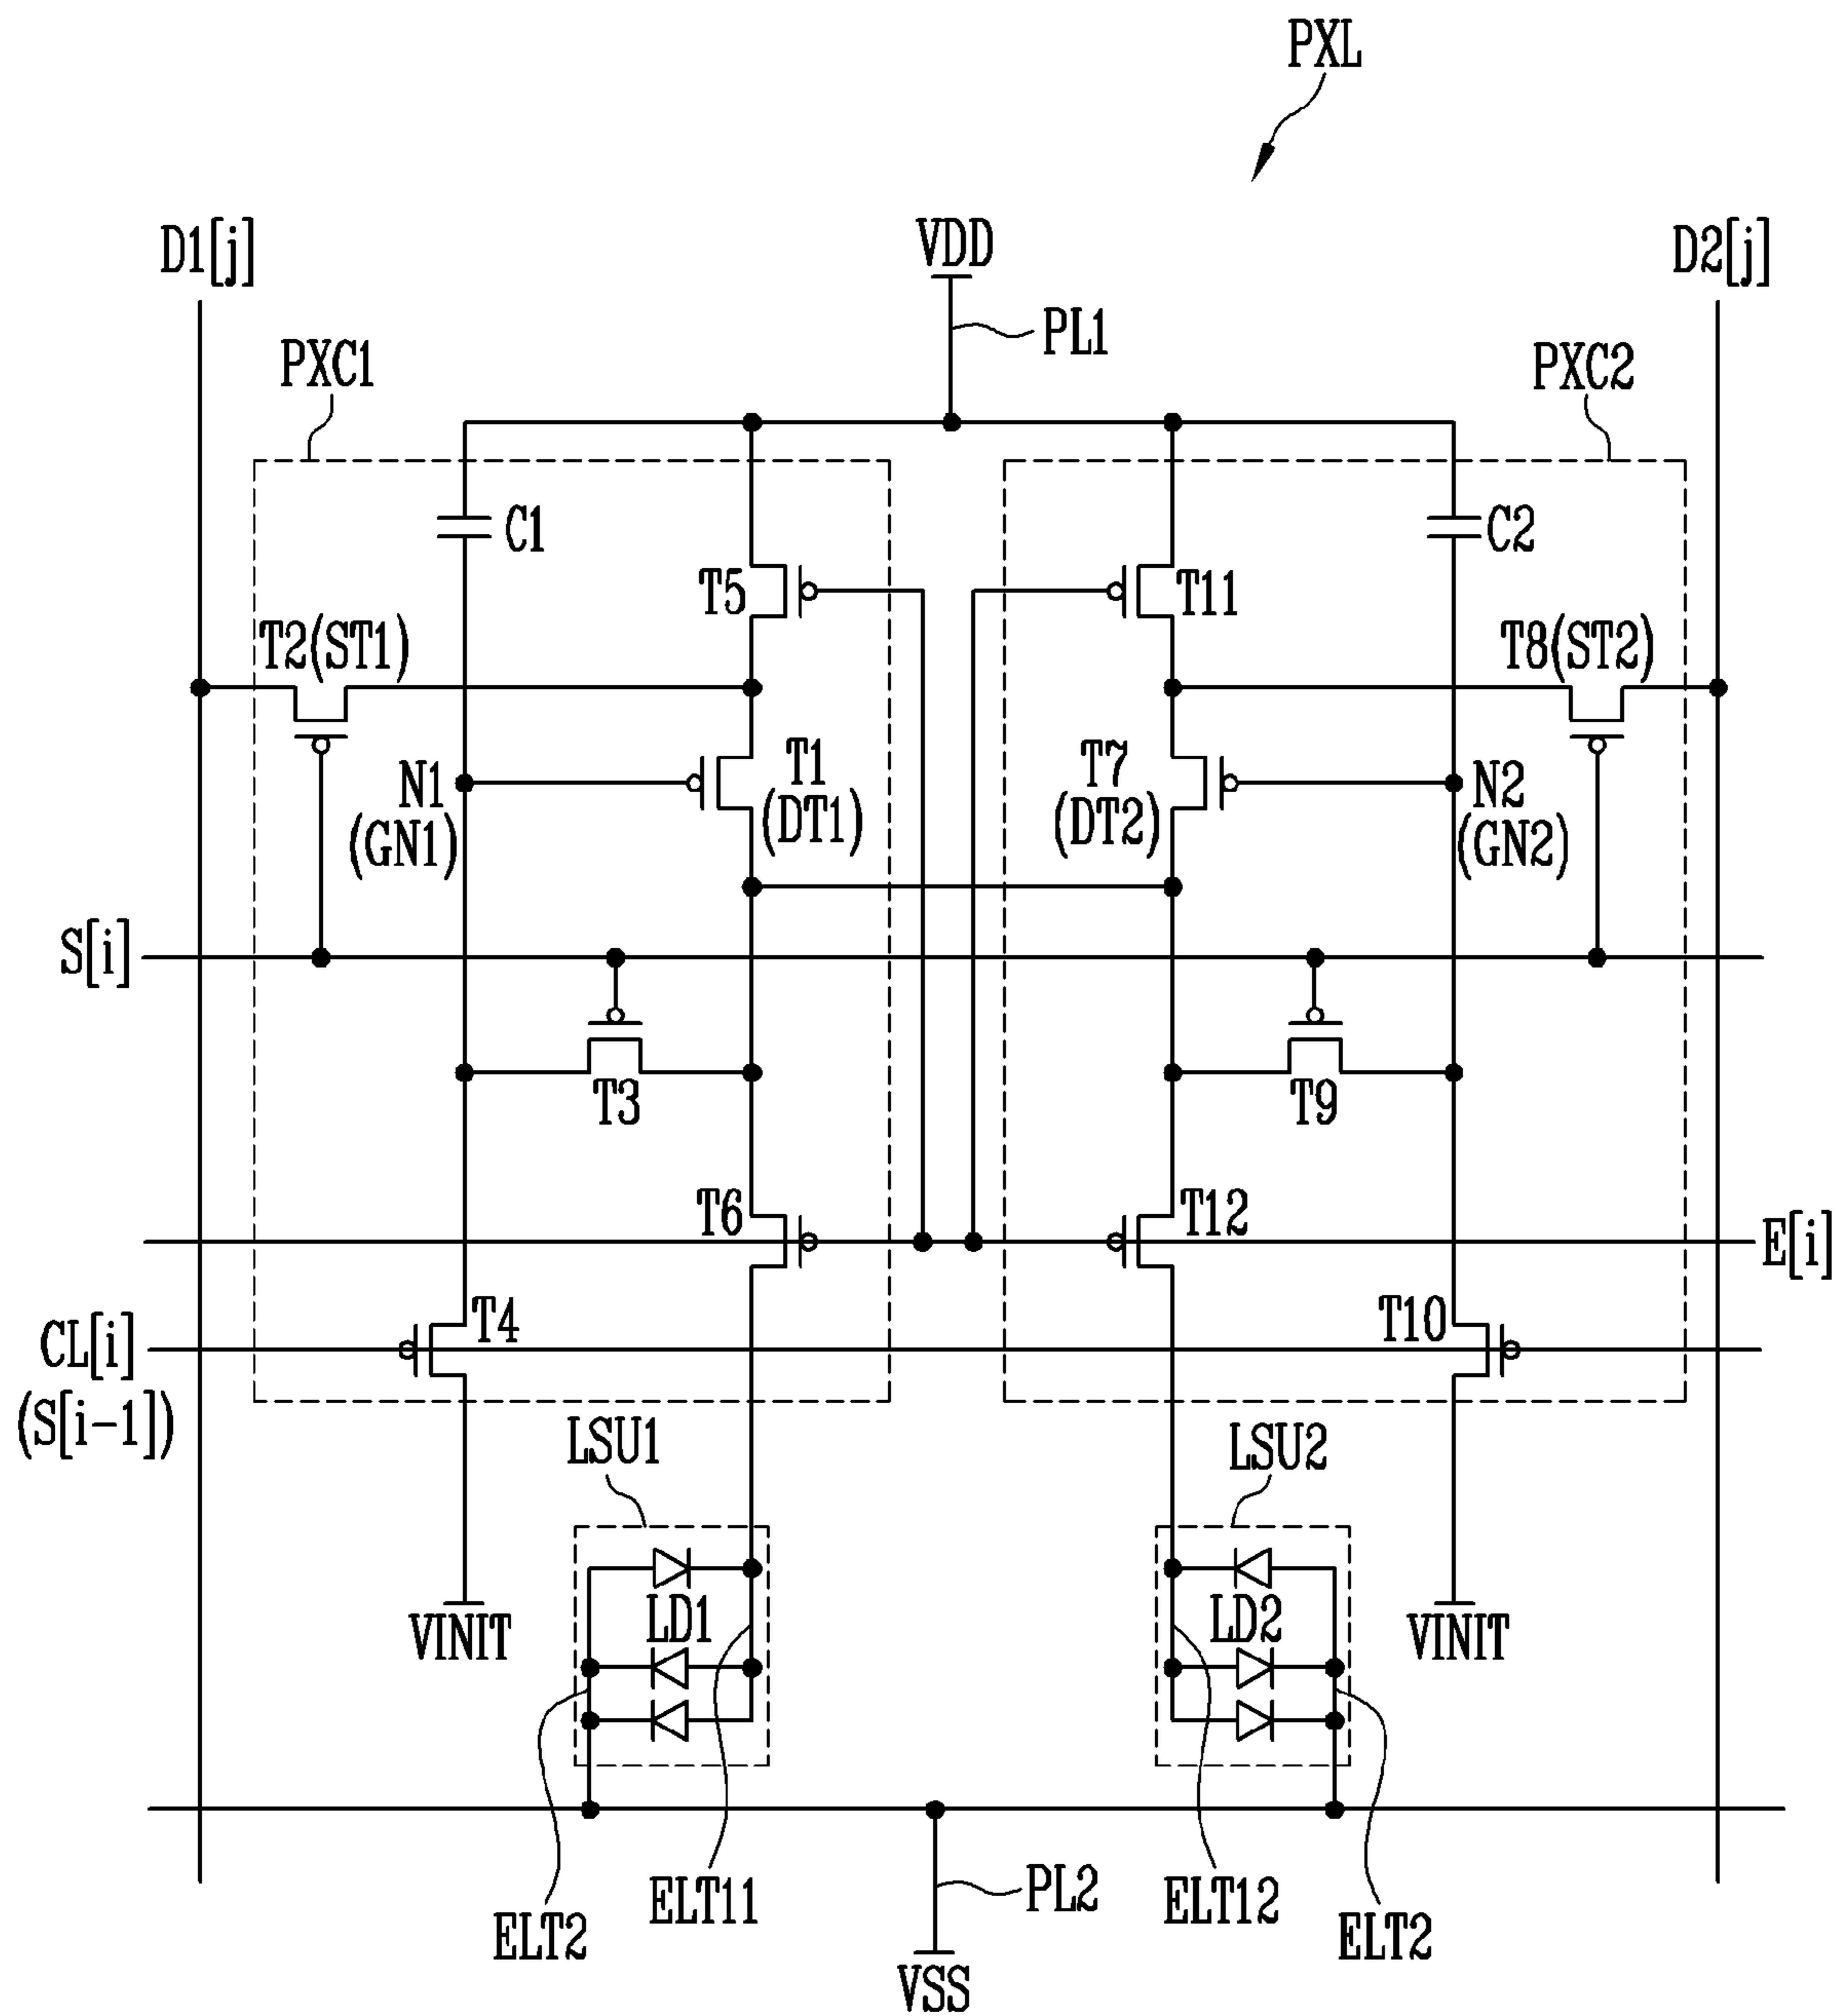 PXL
D1[j]
VDD
D2[j]
PL1
PXC1
PXC2
C1
C2
T5
T11
T2(ST1)
T8(ST2)
T1
(DT1)
T7
(DT2)
N1
(GN1)
N2
(GN2)
S[i]
T3
T9
T6
T12
E[i]
T4
T10
CL[i]
(S[i-1])
LSU1
LSU2
LD1
LD2
VINIT
VINIT
ELT2
ELT11
PL2
ELT12
ELT2
VSS